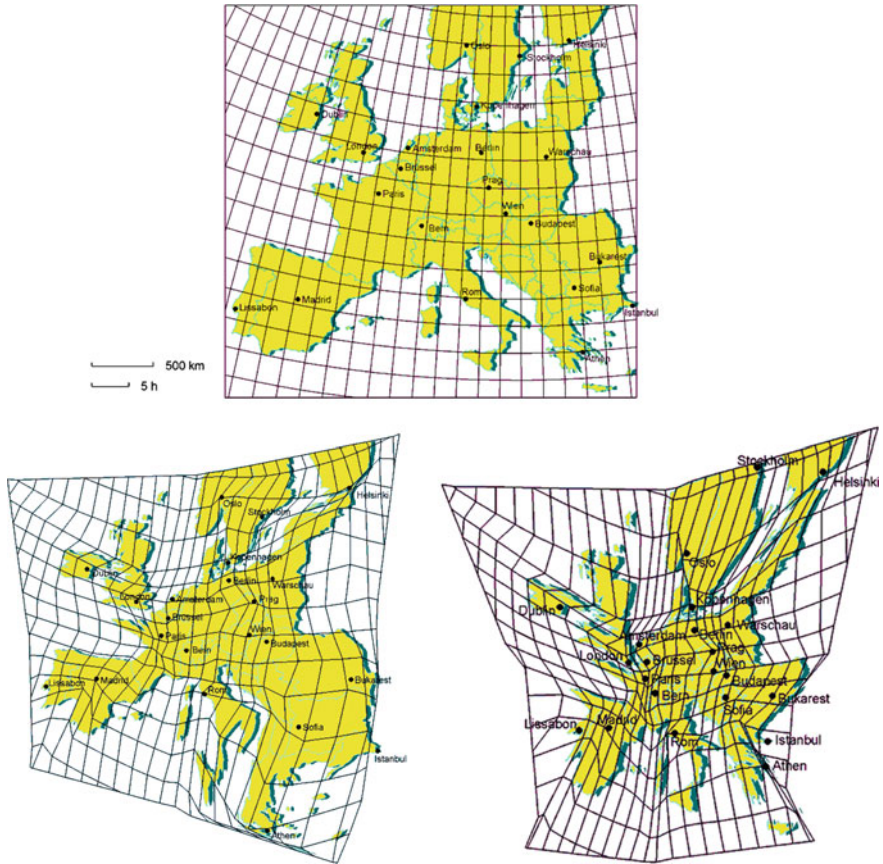 Oslo
Helsinki
Stockholm
Kopenhagen
Dublin
London
Amsterdam
Berlin
Warschau
Brüssel
Prag
Paris
Wien
Bern
Budapest
Bukarest
Madrid
Rom
Sofia
Lissabon
Istanbul
Athen
500 km
5 h
Helsinki
Oslo
Stockholm
Kopenhagen
Dublin
Berlin
Warschau
London
Amsterdam
Prag
Brüssel
Paris
Wien
Budapest
Bern
Lissabon
Madrid
Rom
Bukarest
Sofia
Istanbul
Athen
Stockholm
Helsinki
Oslo
Dublin
Kopenhagen
Warschau
Amsterdam
Berlin
London
Brüssel
Prag
Wien
Paris
Budapest
Bern
Bukarest
Sofia
Lissabon
Madrid
Rom
Istanbul
Athen